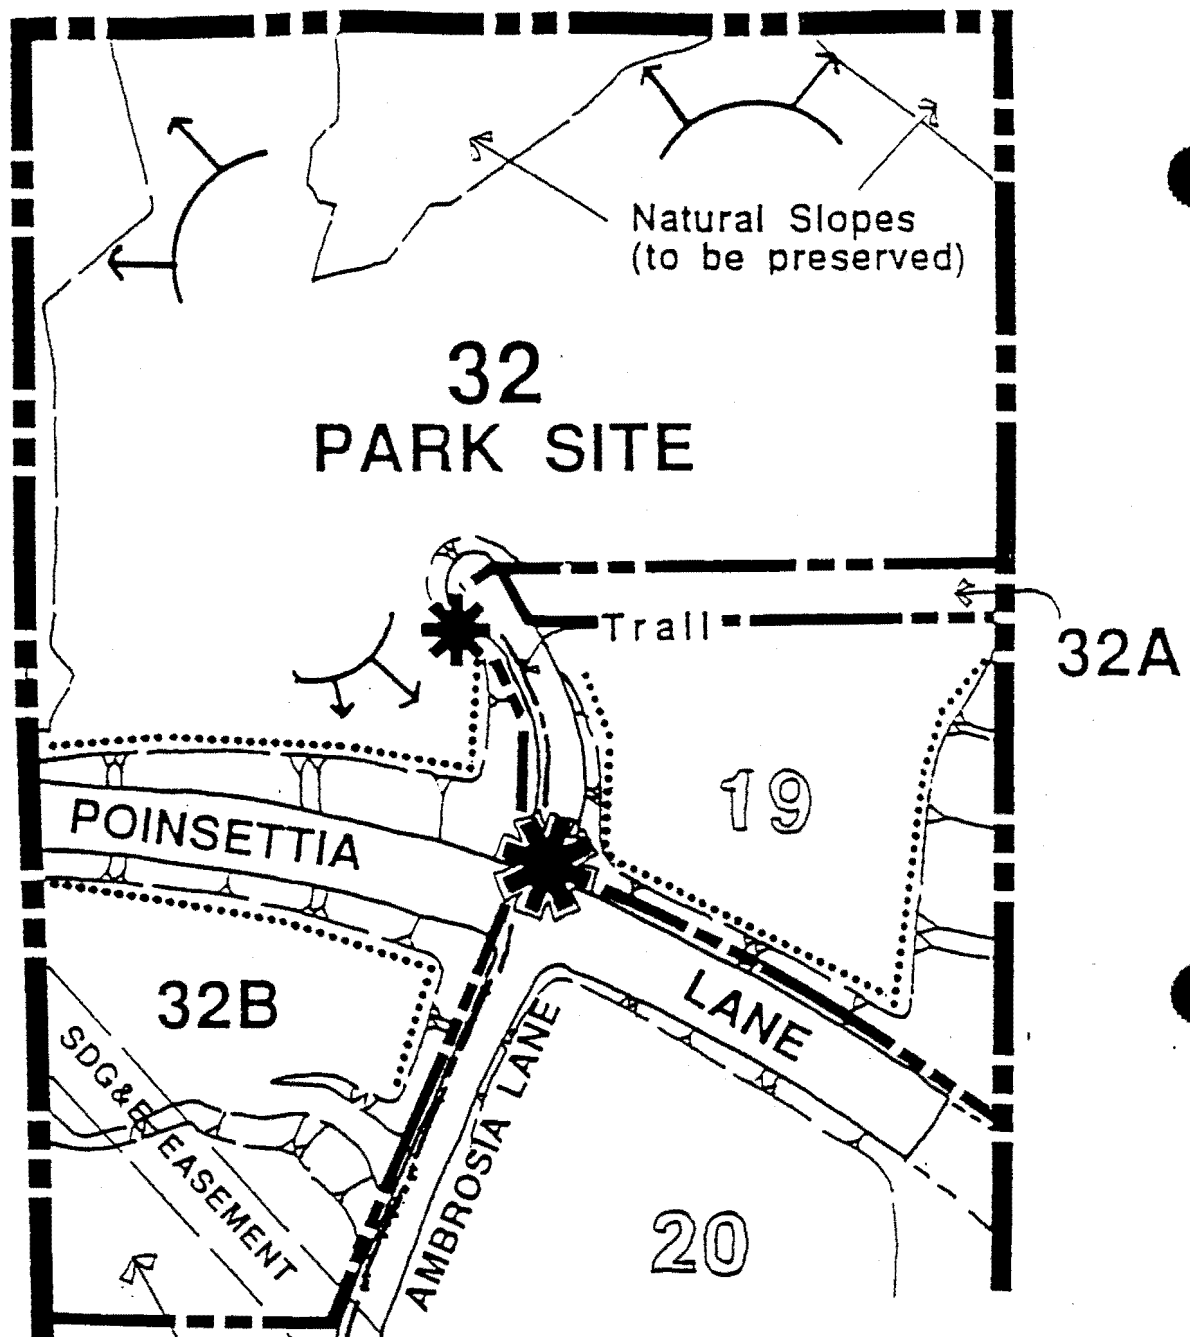 Natural Slopes
(to be preserved)
32
PARK SITE
Trail
32A
19
POINSETTIA
LANE
32B
SDG&E EASEMENT
AMBROSIA LANE
20